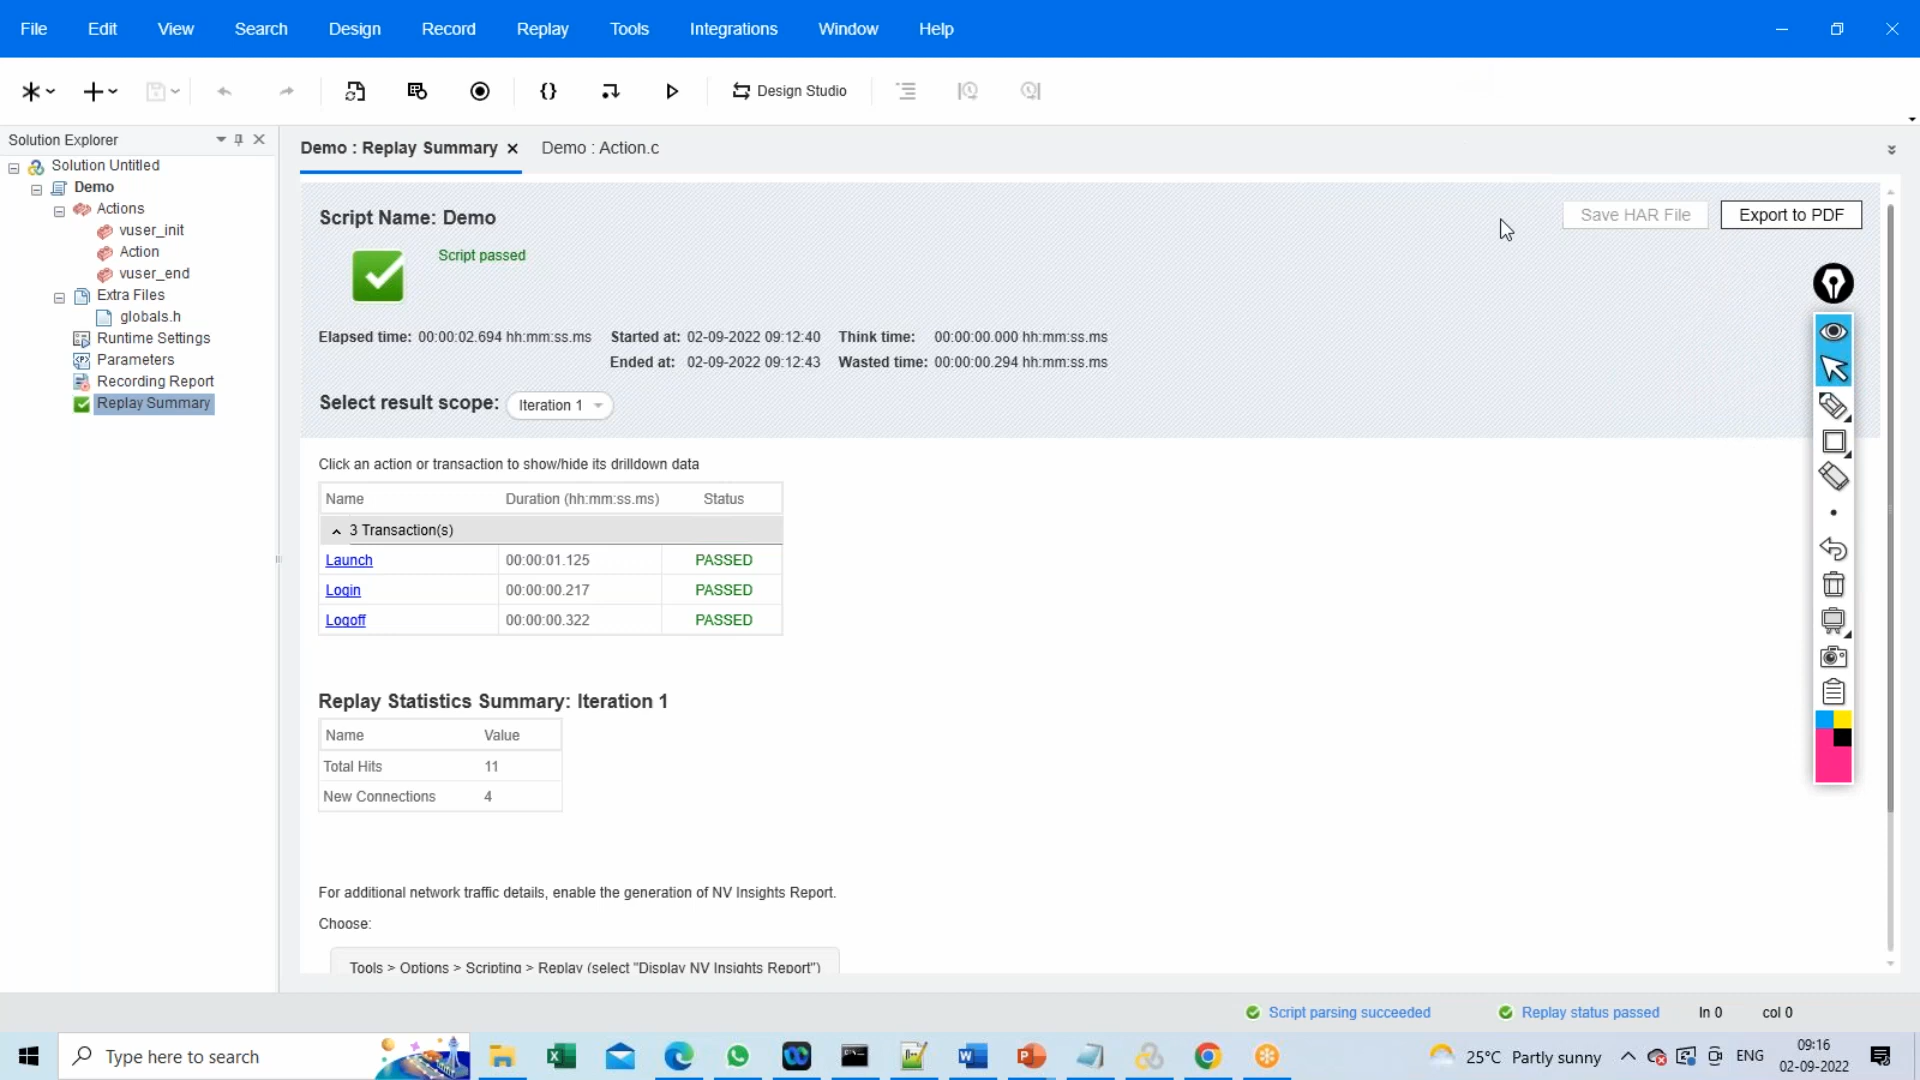 File Edit View Search Design Record Replay Tools Integrations Window Help
Design Studio
Solution Explorer
Solution Untitled
Demo
Actions
vuser_init
Action
vuser_end
Extra Files
globals.h
Runtime Settings
Parameters
Recording Report
Replay Summary
Demo : Replay Summary Demo : Action.c
Script Name: Demo
Save HAR File Export to PDF
Script passed
Elapsed time: 00:00:02.694 hh:mm:ss.ms Started at: 02-09-2022 09:12:40 Think time: 00:00:00.000 hh:mm:ss.ms
Ended at: 02-09-2022 09:12:43 Wasted time: 00:00:00.294 hh:mm:ss.ms
Select result scope: Iteration 1
Click an action or transaction to show/hide its drilldown data
Name Duration (hh:mm:ss.ms) Status
3 Transaction(s)
Launch 00:00:01.125 PASSED
Login 00:00:00.217 PASSED
Logoff 00:00:00.322 PASSED
Replay Statistics Summary: Iteration 1
Name Value
Total Hits 11
New Connections 4
For additional network traffic details, enable the generation of NV Insights Report.
Choose:
Tools > Options > Scripting > Replay (select "Display NV Insights Report")
Script parsing succeeded Replay status passed ln 0 col 0
Type here to search
25°C Partly sunny ENG
09:16
02-09-2022